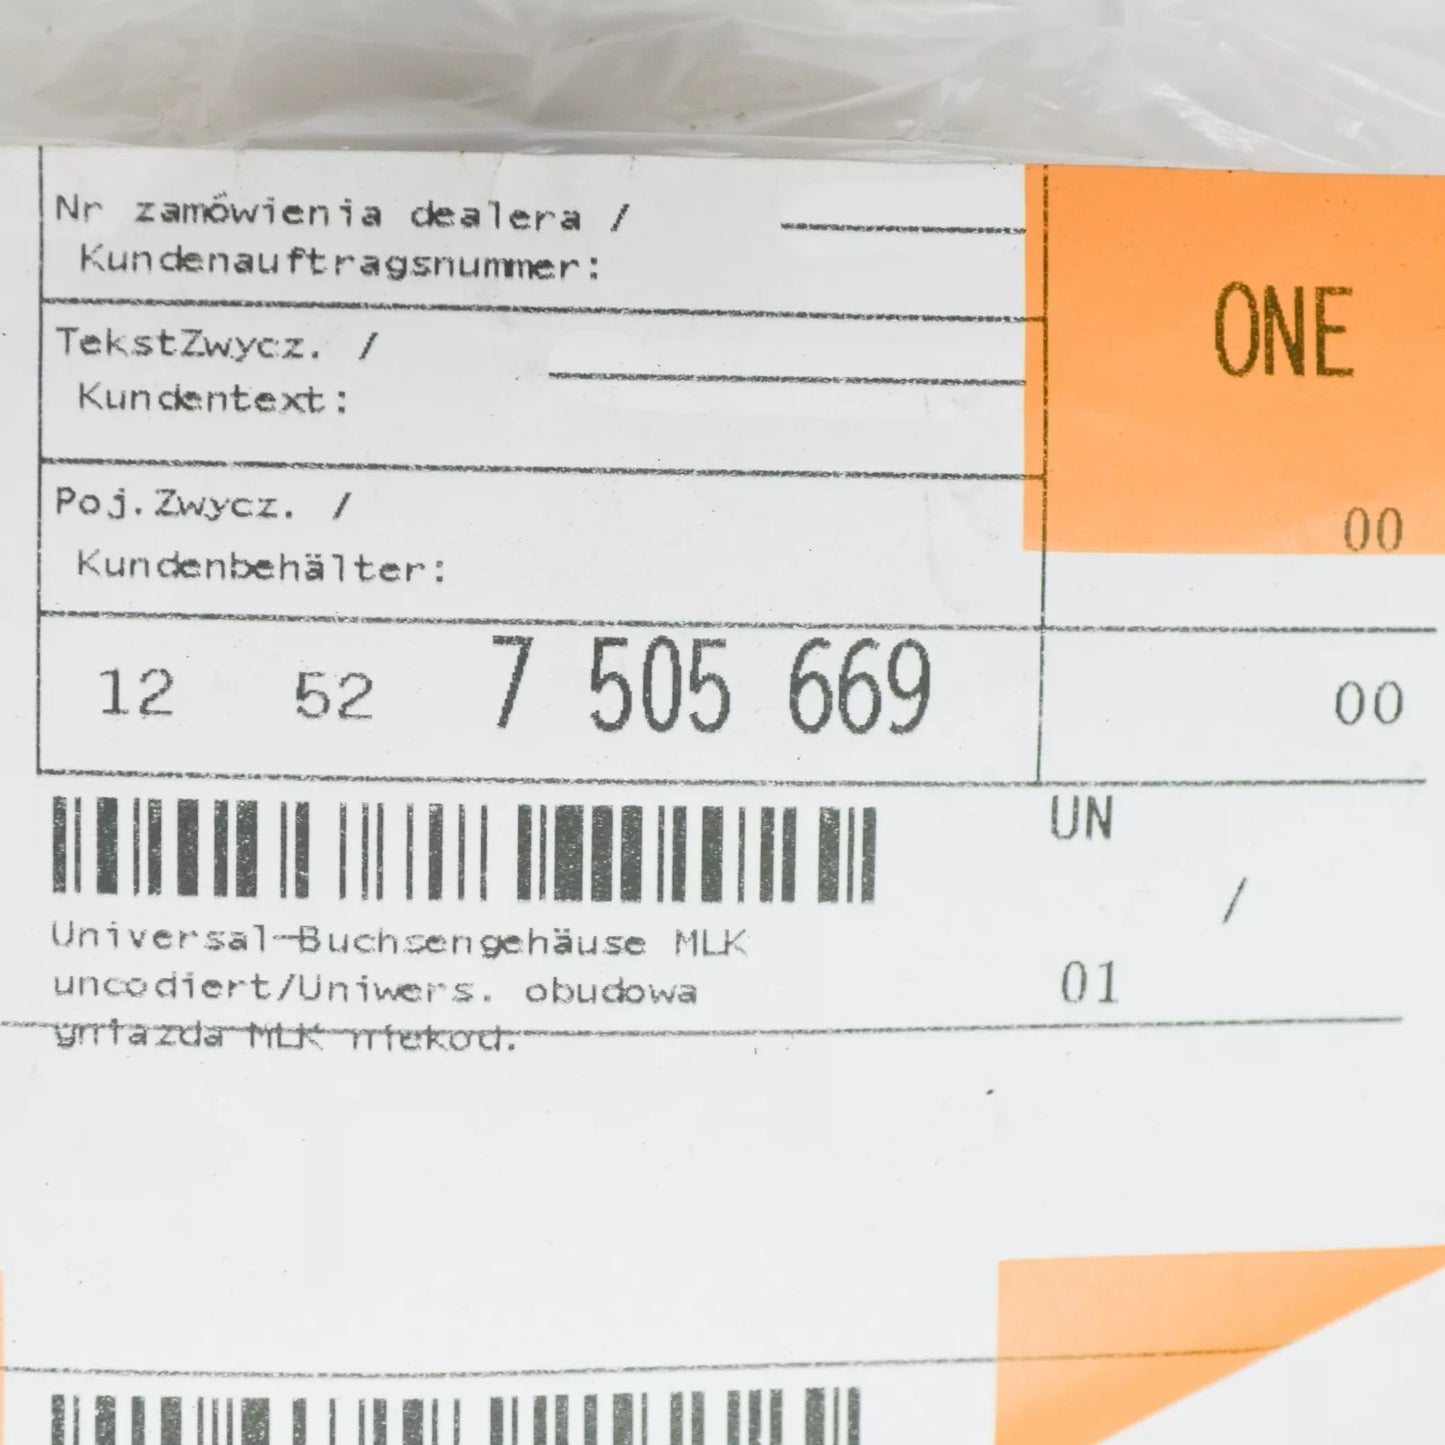 Nr zamówienia dealera /
Kundenauftragsnummer:
ONE
TekstZwycz. /
Kundentext:
Poj.Zwycz. /
00
Kundenbehälter:
12 52 7 505 669 00
UN
/
Universal-Buchsengehäuse MLK
uncodiert/Uniwers. obudowa
01
gniazda MLK niekod.